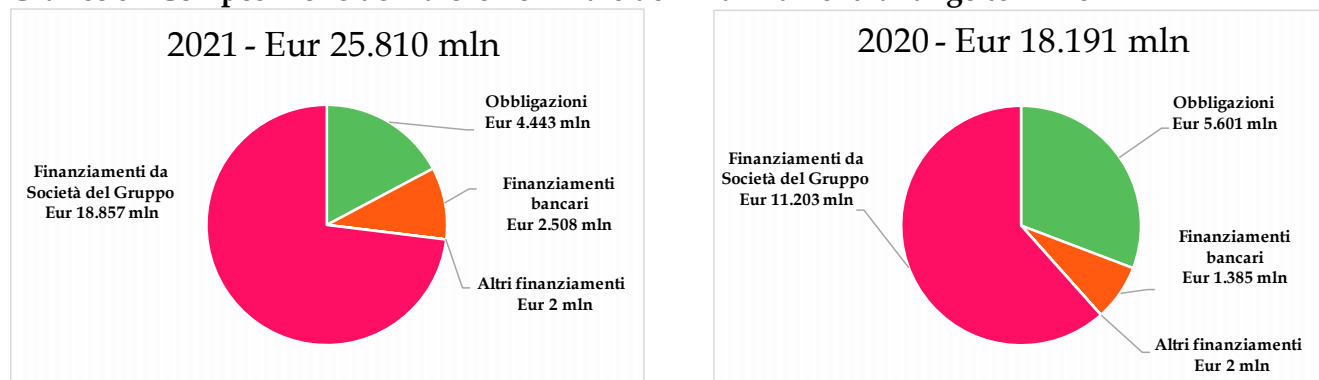 2021 - Eur 25.810 mln
Obbligazioni
Eur 4.443 mln
Finanziamenti da
Società del Gruppo
Eur 18.857 mln
Finanziamenti
bancari
Eur 2.508 mln
Altri finanziamenti
Eur 2 mln
2020 - Eur 18.191 mln
Obbligazioni
Eur 5.601 mln
Finanziamenti da
Società del Gruppo
Eur 11.203 mln
Finanziamenti
bancari
Eur 1.385 mln
Altri finanziamenti
Eur 2 mln